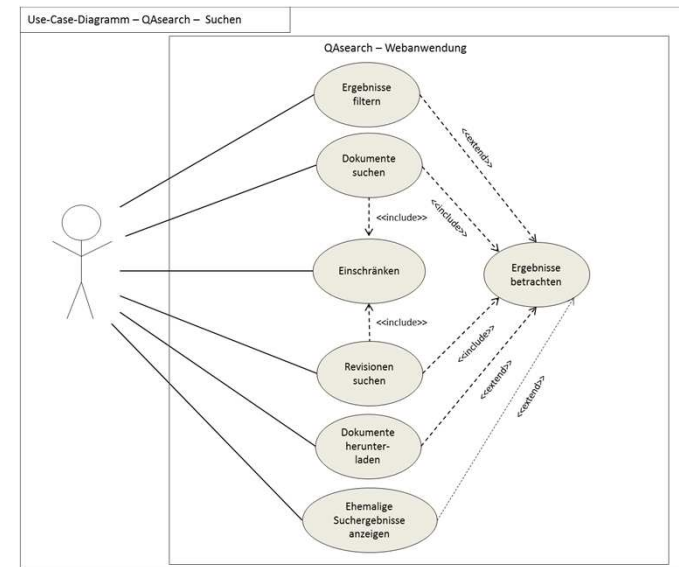 Use-Case-Diagramm – QAsearch – Suchen
QAsearch – Webanwendung
Ergebnisse
filtern
<<extend>>
Dokumente
suchen
<<include>>
<<include>>
Einschränken
Ergebnisse
betrachten
<<include>>
Revisionen
suchen
<<include>>
<<extend>>
<<extend>>
Dokumente
herunter-
laden
Ehemalige
Suchergebnisse
anzeigen